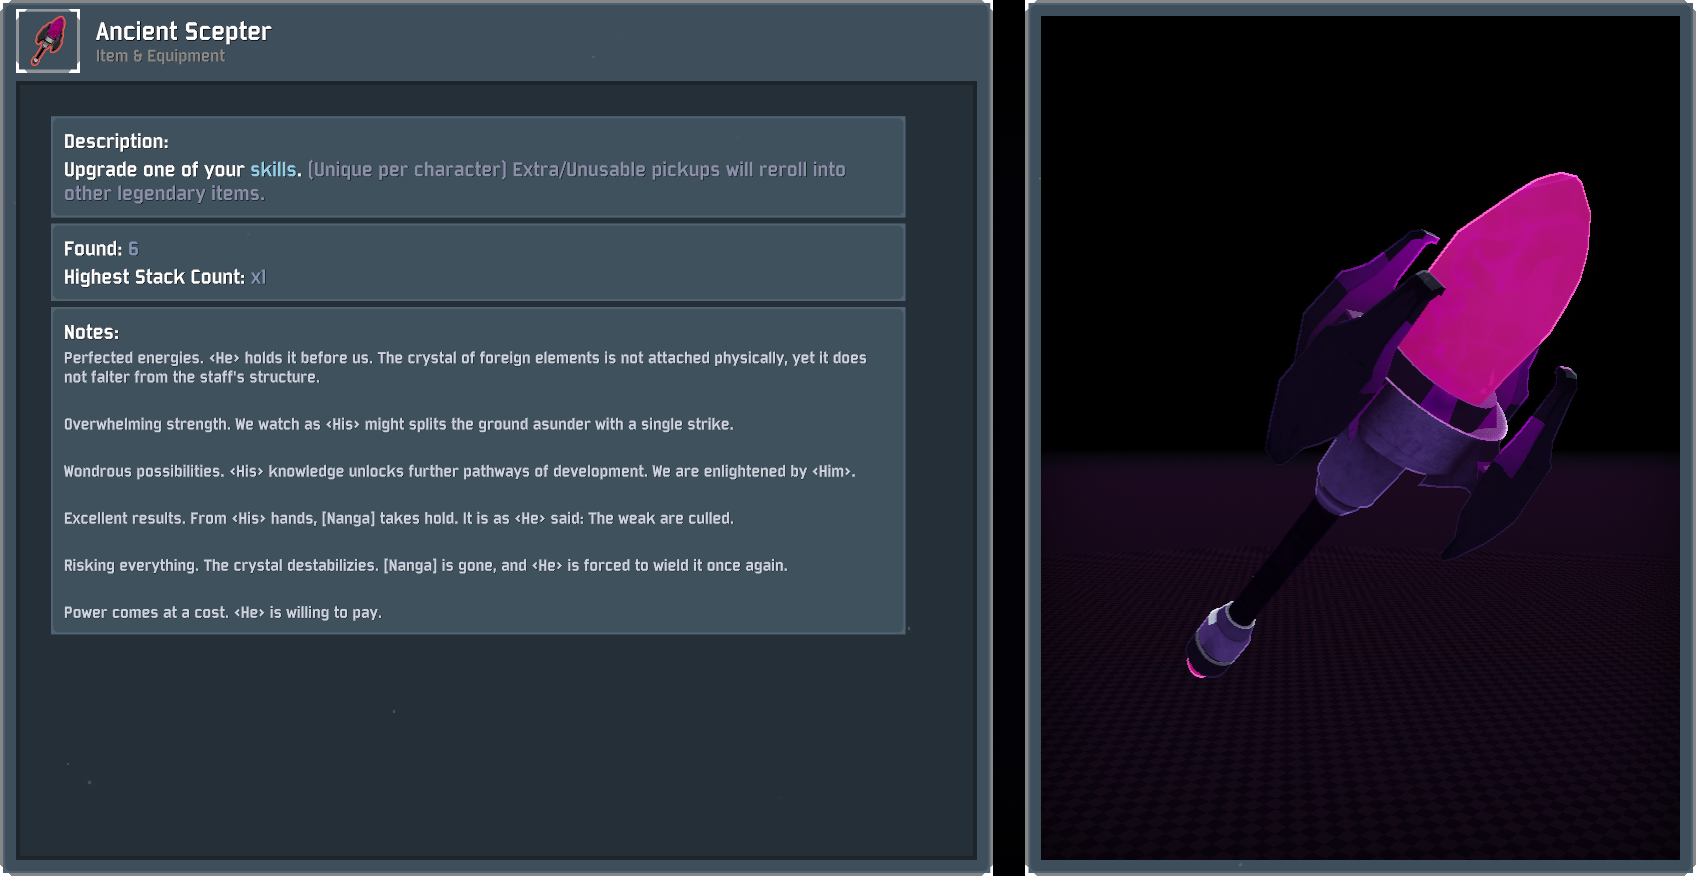 Ancient Scepter
Item & Equipment
Description:
Upgrade one of your skills. (Unique per character) Extra/Unusable pickups will reroll into
other legendary items.
Found: 6
Highest Stack Count: x1
Notes:
Perfected energies. <He> holds it before us. The crystal of foreign elements is not attached physically, yet it does
not falter from the staff's structure.
Overwhelming strength. We watch as <His> might splits the ground asunder with a single strike.
Wondrous possibilities. <His> knowledge unlocks further pathways of development. We are enlightened by <Him>.
Excellent results. From <His> hands, [Nanga] takes hold. It is as <He> said: The weak are culled.
Risking everything. The crystal destabilizies. [Nanga] is gone, and <He> is forced to wield it once again.
Power comes at a cost. <He> is willing to pay.